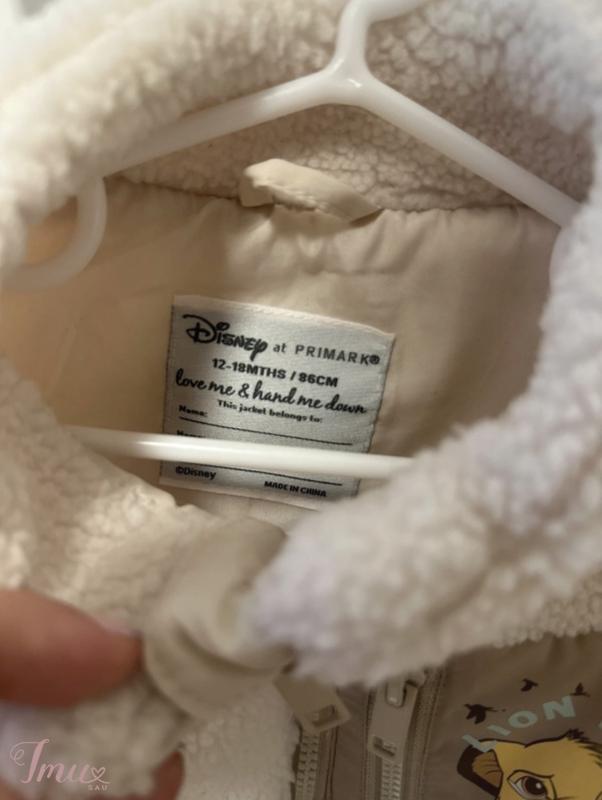 Disney at PRIMARK®
12-18MTHS / 86CM
love me & hand me down
This jacket belongs to:
Name:
©Disney
MADE IN CHINA
LION
Imu
SAU